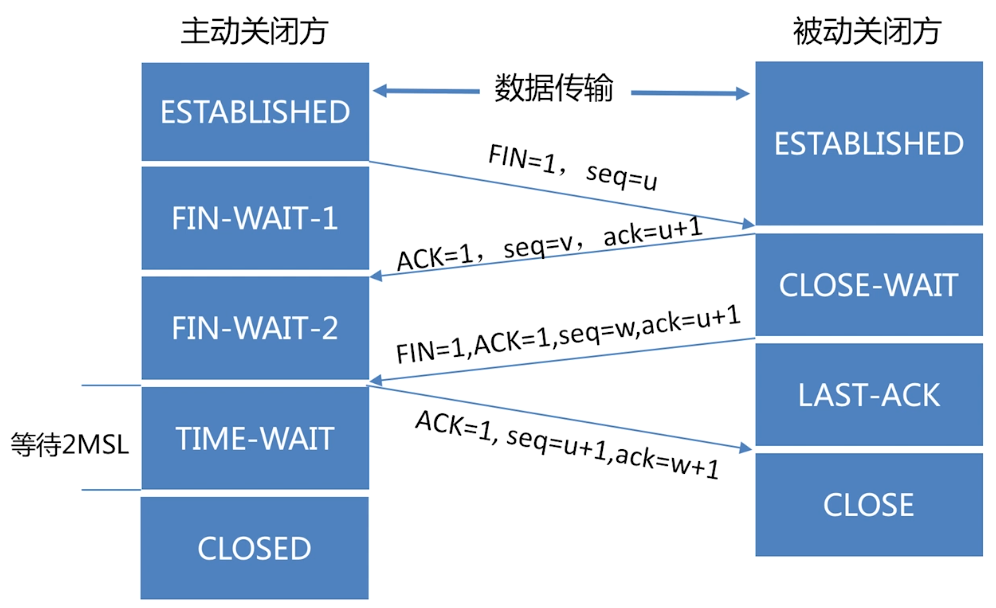 主动关闭方
被动关闭方
ESTABLISHED
数据传输
ESTABLISHED
FIN=1，seq=u
FIN-WAIT-1
ACK=1，seq=v，ack=u+1
CLOSE-WAIT
FIN-WAIT-2
FIN=1,ACK=1,seq=w,ack=u+1
LAST-ACK
等待2MSL
TIME-WAIT
ACK=1, seq=u+1,ack=w+1
CLOSE
CLOSED